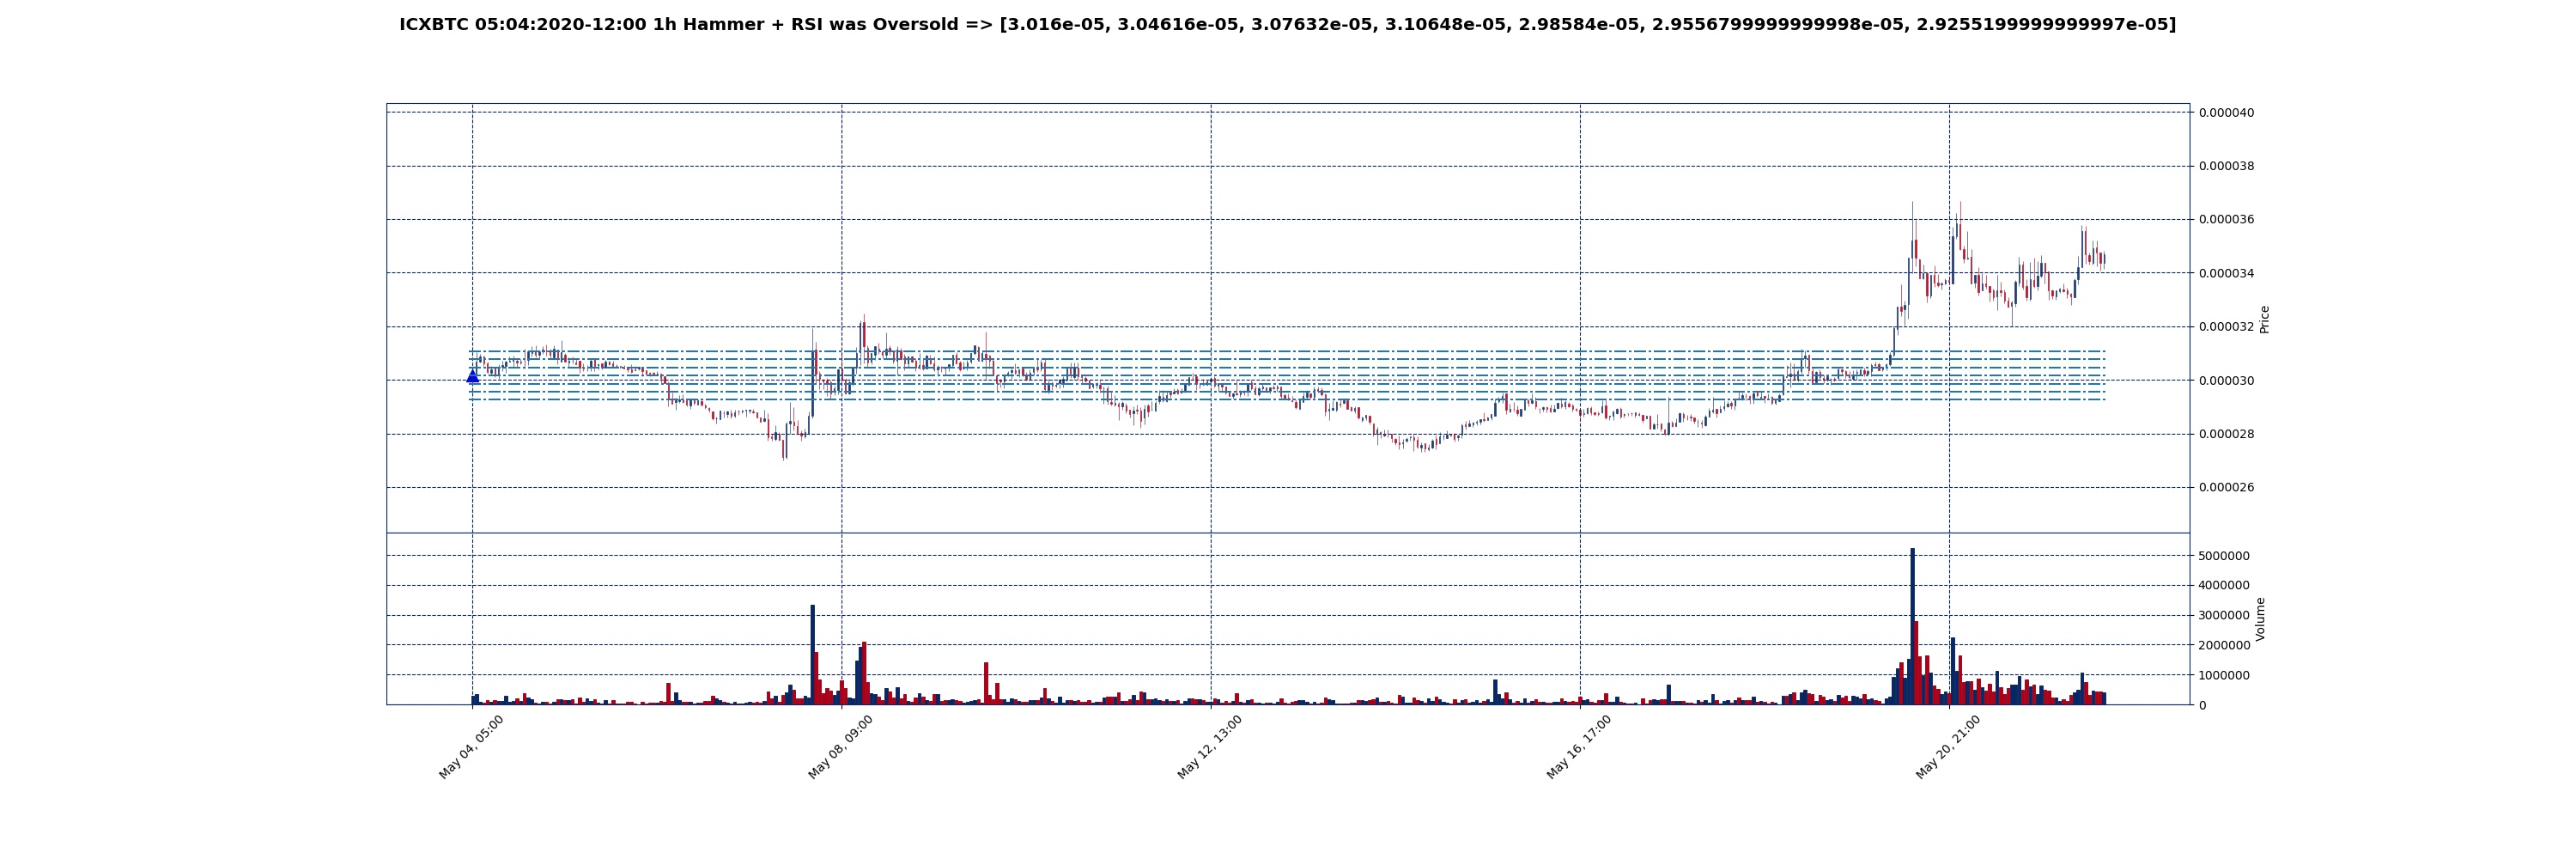 ICXBTC 05:04:2020-12:00 1h Hammer + RSI was Oversold => [3.016e-05, 3.04616e-05, 3.07632e-05, 3.10648e-05, 2.98584e-05, 2.9556799999999998e-05, 2.9255199999999997e-05]
0.000040
0.000038
0.000036
0.000034
0.000032
0.000030
0.000028
0.000026
Price
5000000
4000000
3000000
2000000
1000000
0
Volume
May 04, 05:00
May 08, 09:00
May 12, 13:00
May 16, 17:00
May 20, 21:00